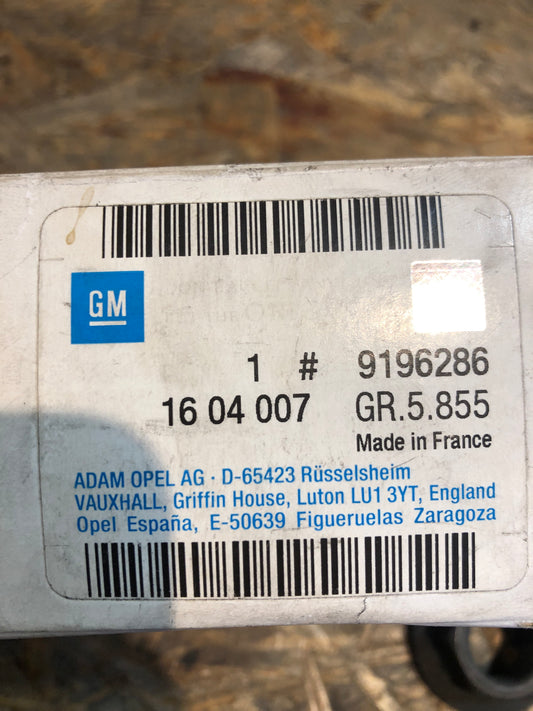 GM
1 # 9196286
16 04 007 GR.5.855
Made in France
ADAM OPEL AG · D-65423 Rüsselsheim
VAUXHALL, Griffin House, Luton LU1 3YT, England
Opel España, E-50639 Figueruelas Zaragoza